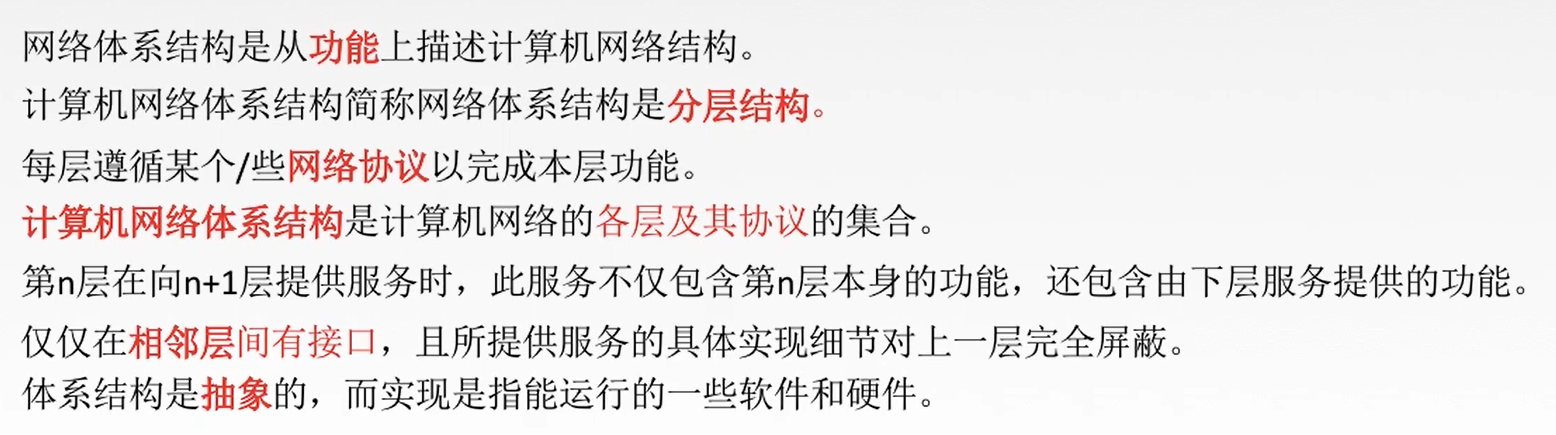 网络体系结构是从功能上描述计算机网络结构。
计算机网络体系结构简称网络体系结构是分层结构。
每层遵循某个/些网络协议以完成本层功能。
计算机网络体系结构是计算机网络的各层及其协议的集合。
第n层在向n+1层提供服务时，此服务不仅包含第n层本身的功能，还包含由下层服务提供的功能。
仅仅在相邻层间有接口，且所提供服务的具体实现细节对上一层完全屏蔽。
体系结构是抽象的，而实现是指能运行的一些软件和硬件。